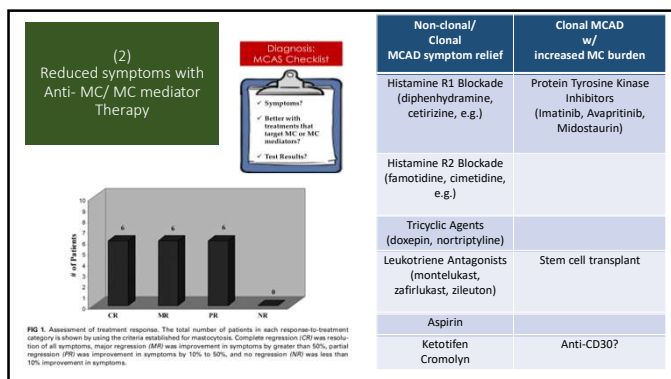 (2)
Reduced symptoms with
Anti- MC/ MC mediator
Therapy
Diagnosis:
MCAS Checklist
✓ Symptoms?
✓ Better with
treatments that
target MC or MC
mediators?
✓ Test Results?
# of Patients
10
9
8
7
6
5
4
3
2
1
0
6
6
6
0
CR
MR
PR
NR
FIG 1. Assessment of treatment response. The total number of patients in each response-to-treatment
category is shown by using the criteria established for mastocytosis. Complete regression (CR) was resolu-
tion of all symptoms, major regression (MR) was improvement in symptoms by greater than 50%, partial
regression (PR) was improvement in symptoms by 10% to 50%, and no regression (NR) was less than
10% improvement in symptoms.
Non-clonal/
Clonal
MCAD symptom relief
Clonal MCAD
w/
increased MC burden
Histamine R1 Blockade
(diphenhydramine,
cetirizine, e.g.)
Protein Tyrosine Kinase
Inhibitors
(Imatinib, Avapritinib,
Midostaurin)
Histamine R2 Blockade
(famotidine, cimetidine,
e.g.)
Tricyclic Agents
(doxepin, nortriptyline)
Leukotriene Antagonists
(montelukast,
zafirlukast, zileuton)
Stem cell transplant
Aspirin
Ketotifen
Cromolyn
Anti-CD30?